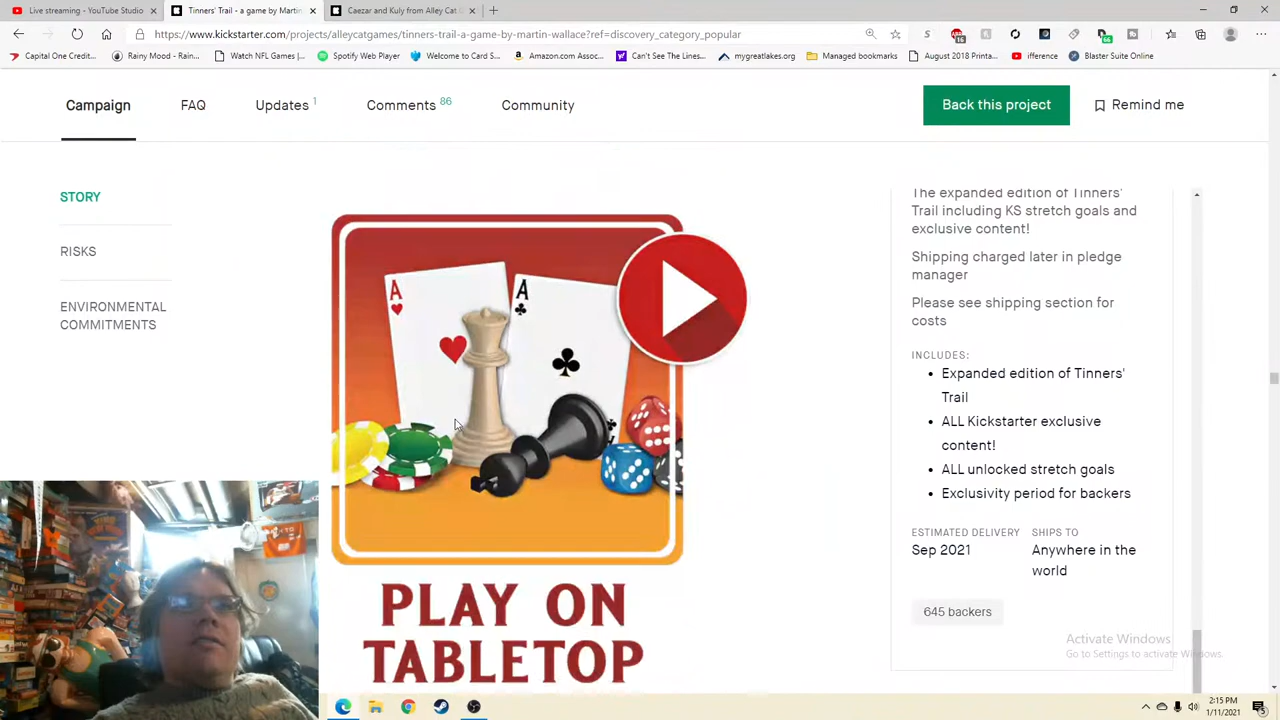 Live streaming - YouTube Studio
Tinners' Trail - a game by Martin
Caezar and Kuly from Alley Cat
https://www.kickstarter.com/projects/alleycatgames/tinners-trail-a-game-by-martin-wallace?ref=discovery_category_popular
Capital One Credit... Rainy Mood - Rain... Watch NFL Games |... Spotify Web Player Welcome to Card S... Amazon.com Assoc... Can't See The Lines... mygreatlakes.org Managed bookmarks August 2018 Printa... ifference Blaster Suite Online
Campaign FAQ Updates 1 Comments 86 Community Back this project Remind me
STORY
RISKS
ENVIRONMENTAL
COMMITMENTS
A
A
PLAY ON
TABLETOP
The expanded edition of Tinners'
Trail including KS stretch goals and
exclusive content!
Shipping charged later in pledge
manager
Please see shipping section for
costs
INCLUDES:
Expanded edition of Tinners'
Trail
ALL Kickstarter exclusive
content!
ALL unlocked stretch goals
Exclusivity period for backers
ESTIMATED DELIVERY SHIPS TO
Sep 2021 Anywhere in the
world
645 backers
Activate Windows
Go to Settings to activate Windows.
2:15 PM
1/11/2021